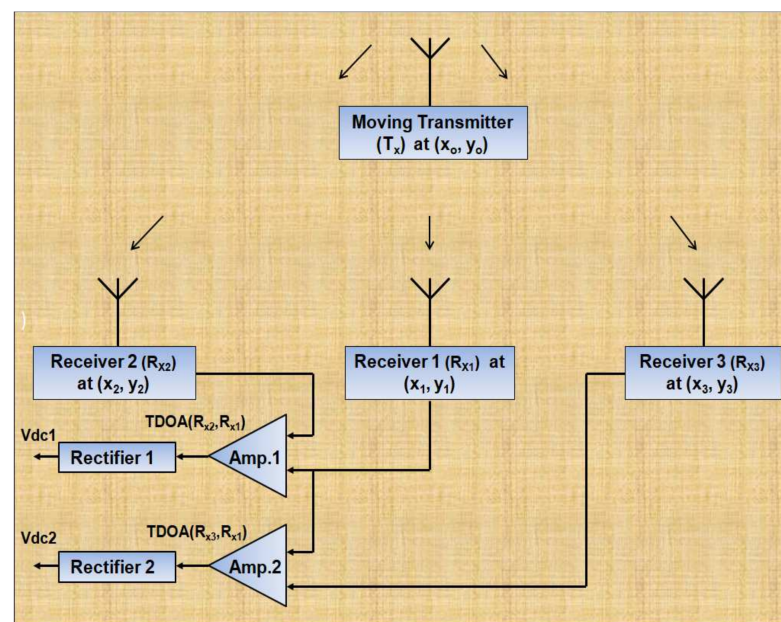 Moving Transmitter
(Tx) at (xo, yo)
)
Receiver 2 (RX2)
at (x2, y2)
Receiver 1 (RX1) at
(x1, y1)
Receiver 3 (RX3)
at (x3, y3)
TDOA(Rx2,Rx1)
Vdc1
Rectifier 1
Amp.1
TDOA(Rx3,Rx1)
Vdc2
Rectifier 2
Amp.2